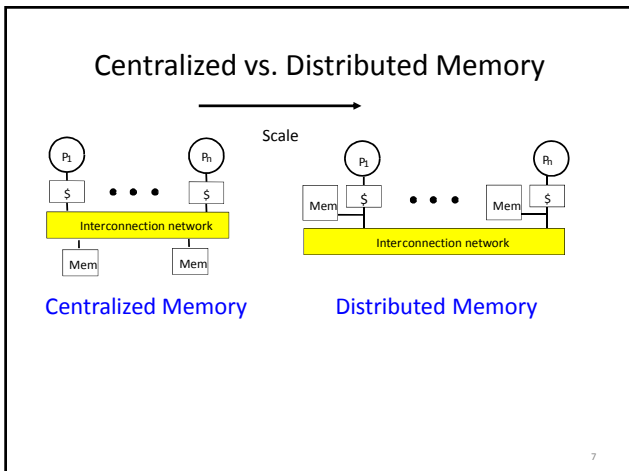 Centralized vs. Distributed Memory
Scale
P1
Pn
$
$
Interconnection network
Mem
Mem
Centralized Memory
P1
Pn
Mem
$
Mem
$
Interconnection network
Distributed Memory
7